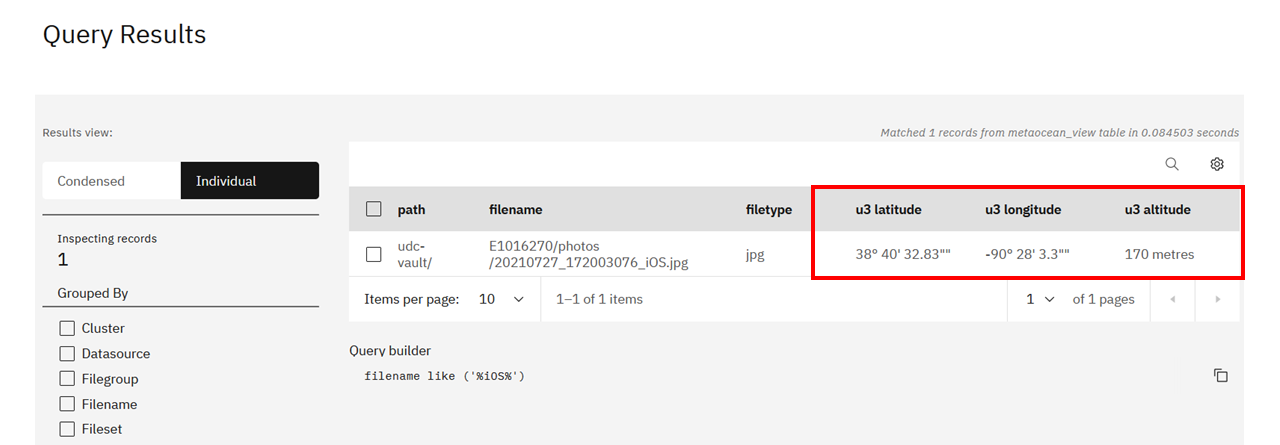 Query Results
Results view:
Matched 1 records from metaocean_view table in 0.084503 seconds
Condensed
Individual
Inspecting records
1
Grouped By
Cluster
Datasource
Filegroup
Filename
Fileset
path filename filetype u3 latitude u3 longitude u3 altitude
udc- E1016270/photos
vault/ /20210727_172003076_iOS.jpg jpg 38° 40' 32.83"" -90° 28' 3.3"" 170 metres
Items per page: 10 1–1 of 1 items 1 of 1 pages
Query builder
filename like ('%iOS%')